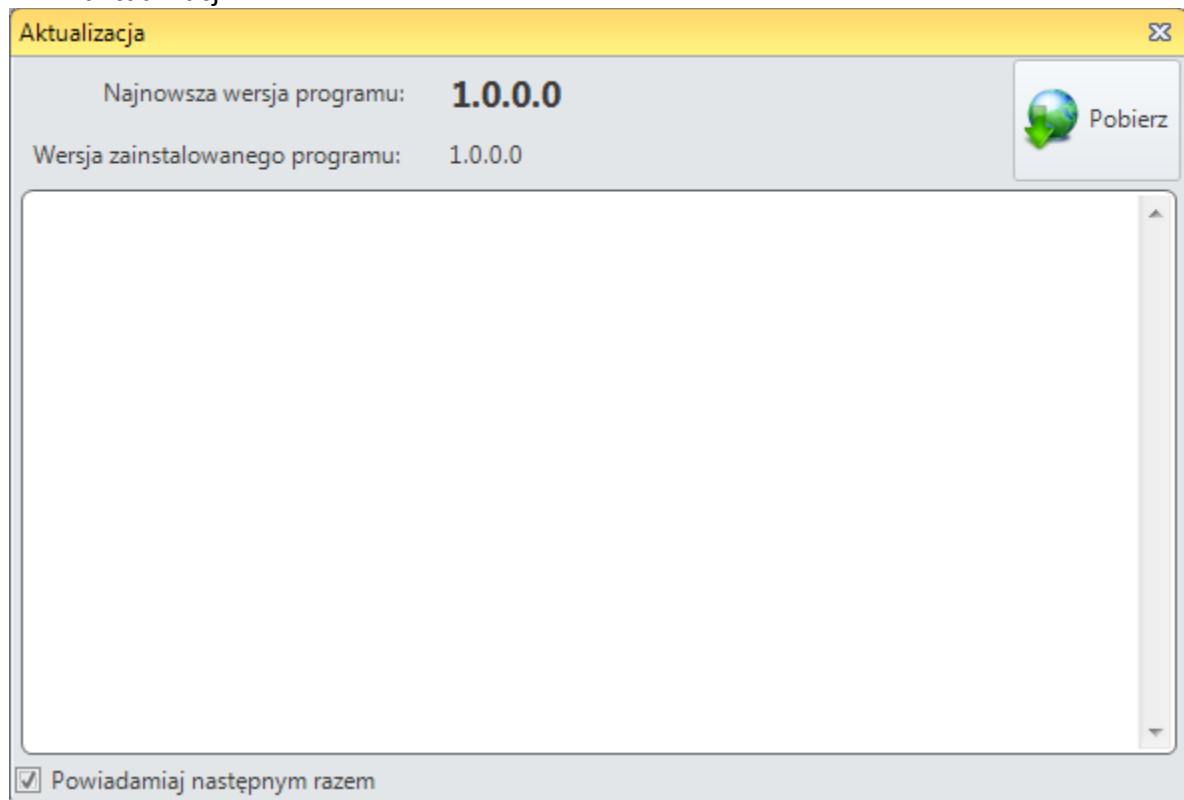 Aktualizacja
Najnowsza wersja programu: 1.0.0.0
Pobierz
Wersja zainstalowanego programu: 1.0.0.0
Powiadamiaj następnym razem